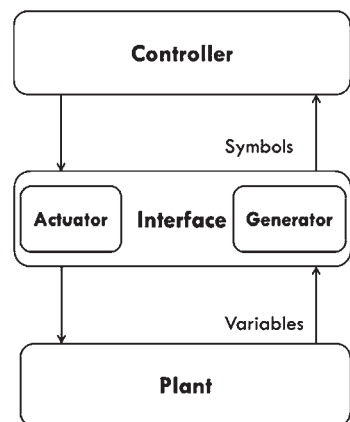 Controller
Symbols
Actuator Interface Generator
Variables
Plant